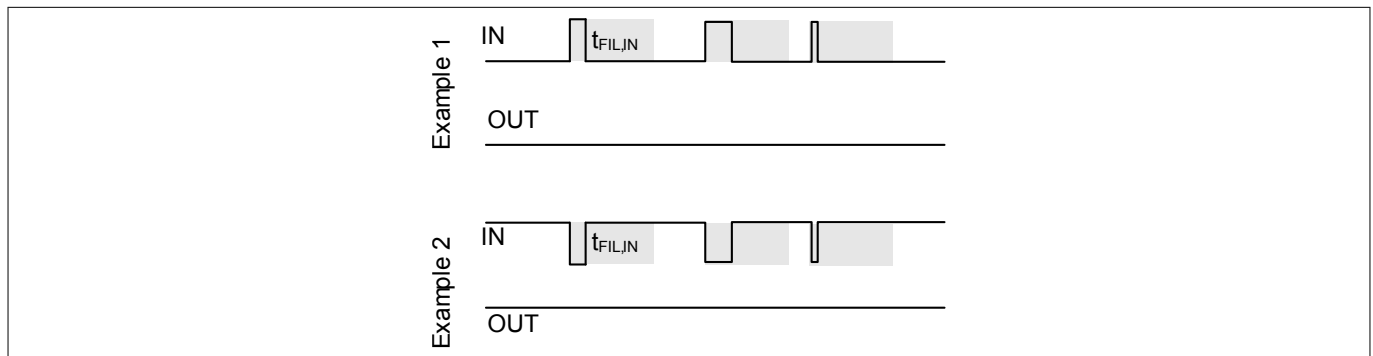 Example 1
IN
tFIL,IN
OUT
Example 2
IN
tFIL,IN
OUT